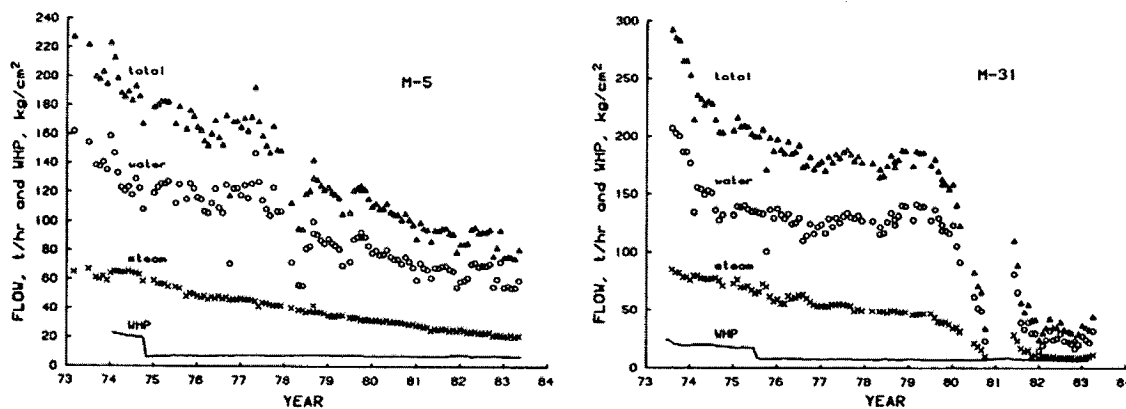 FLOW, t/hr and WHP, kg/cm²
240
220
200
180
160
140
120
100
80
60
40
20
0
total
M-5
water
steam
WHP
73 74 75 76 77 78 79 80 81 82 83 84
YEAR
FLOW, t/hr and WHP, kg/cm²
300
250
200
150
100
50
0
total
M-31
water
steam
WHP
73 74 75 76 77 78 79 80 81 82 83 84
YEAR